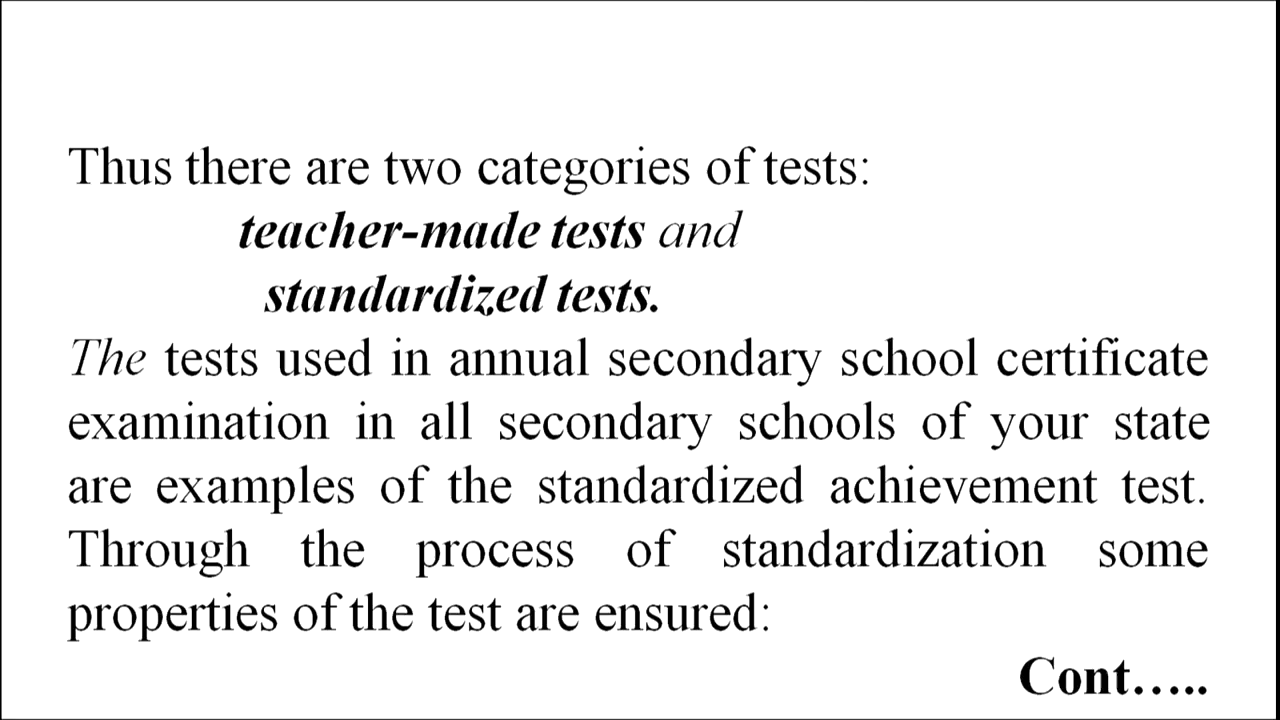 Thus there are two categories of tests:
teacher-made tests and
standardized tests.
The tests used in annual secondary school certificate
examination in all secondary schools of your state
are examples of the standardized achievement test.
Through the process of standardization some
properties of the test are ensured:
Cont…..